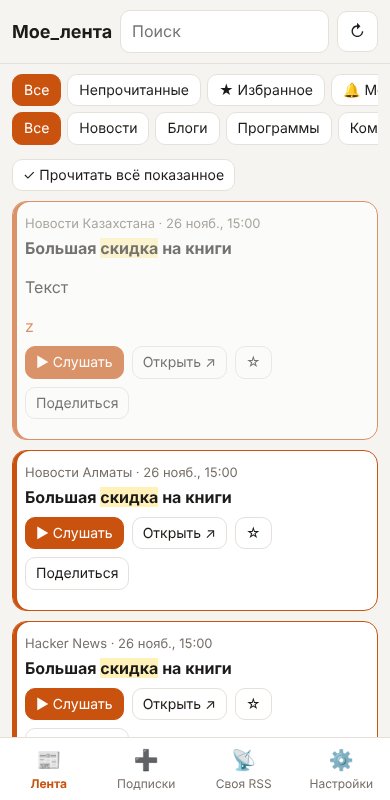 Мое_лента Поиск
Все Непрочитанные ★ Избранное
Все Новости Блоги Программы
✓ Прочитать всё показанное
Новости Казахстана · 26 нояб., 15:00
Большая скидка на книги
Текст
z
▶ Слушать Открыть ↗ ☆
Поделиться
Новости Алматы · 26 нояб., 15:00
Большая скидка на книги
▶ Слушать Открыть ↗ ☆
Поделиться
Hacker News · 26 нояб., 15:00
Большая скидка на книги
▶ Слушать Открыть ↗ ☆
Лента Подписки Своя RSS Настройки